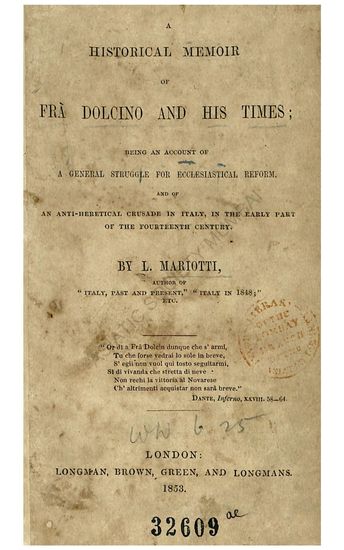 A
HISTORICAL MEMOIR
OF
FRÀ DOLCINO AND HIS TIMES;
BEING AN ACCOUNT OF
A GENERAL STRUGGLE FOR ECCLESIASTICAL REFORM,
AND OF
AN ANTI-HERETICAL CRUSADE IN ITALY, IN THE EARLY PART
OF THE FOURTEENTH CENTURY.
BY L. MARIOTTI,
AUTHOR OF
"ITALY, PAST AND PRESENT," "ITALY IN 1848;"
ETC.
"Or dì a Frà Dolcin dunque che s' armi,
Tu che forse vedrai lo sole in breve,
S' egli non vuol qui tosto seguitarmi,
Sì di vivanda che stretta di neve
Non rechi la vittoria al Novarese
Ch' altrimenti acquistar non sarà breve."
DANTE, Inferno, XXVIII. 58—64.
LONDON:
LONGMAN, BROWN, GREEN, AND LONGMANS.
1853.
32609